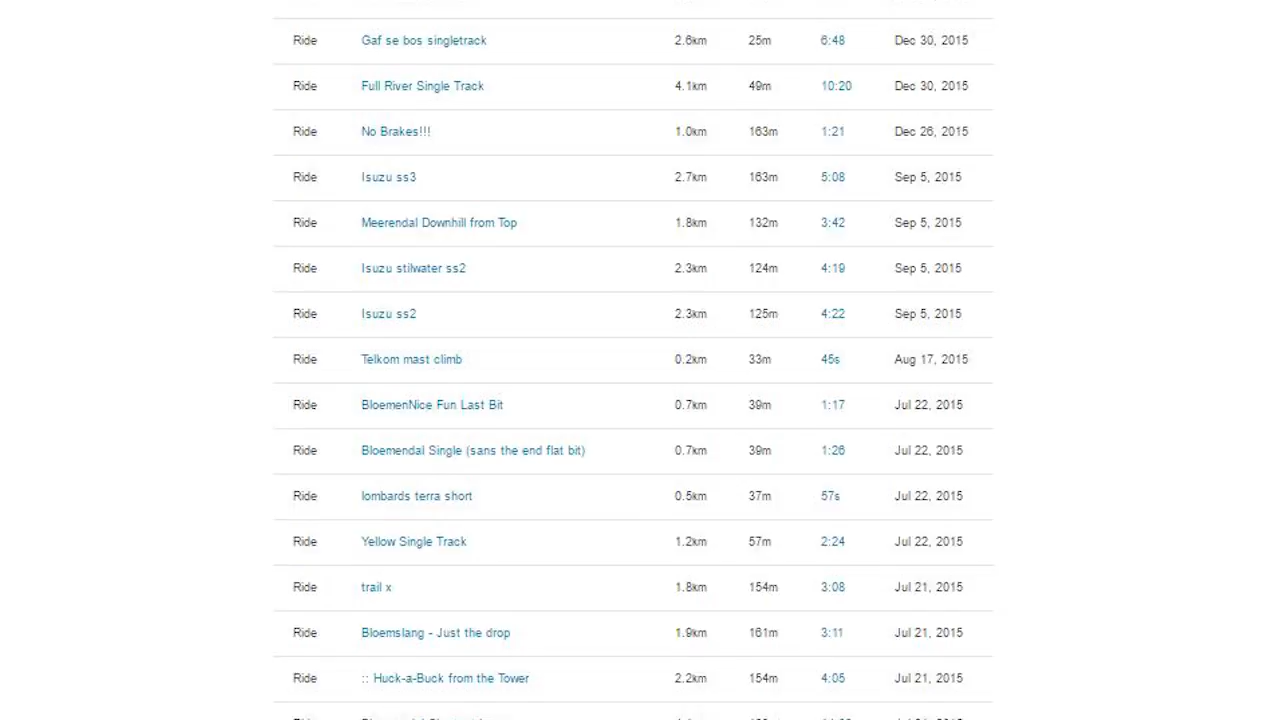 Ride Gaf se bos singletrack 2.6km 25m 6:48 Dec 30, 2015
Ride Full River Single Track 4.1km 49m 10:20 Dec 30, 2015
Ride No Brakes!!! 1.0km 163m 1:21 Dec 26, 2015
Ride Isuzu ss3 2.7km 163m 5:08 Sep 5, 2015
Ride Meerendal Downhill from Top 1.8km 132m 3:42 Sep 5, 2015
Ride Isuzu stilwater ss2 2.3km 124m 4:19 Sep 5, 2015
Ride Isuzu ss2 2.3km 125m 4:22 Sep 5, 2015
Ride Telkom mast climb 0.2km 33m 45s Aug 17, 2015
Ride BloemenNice Fun Last Bit 0.7km 39m 1:17 Jul 22, 2015
Ride Bloemendal Single (sans the end flat bit) 0.7km 39m 1:26 Jul 22, 2015
Ride lombards terra short 0.5km 37m 57s Jul 22, 2015
Ride Yellow Single Track 1.2km 57m 2:24 Jul 22, 2015
Ride trail x 1.8km 154m 3:08 Jul 21, 2015
Ride Bloemslang - Just the drop 1.9km 161m 3:11 Jul 21, 2015
Ride :: Huck-a-Buck from the Tower 2.2km 154m 4:05 Jul 21, 2015